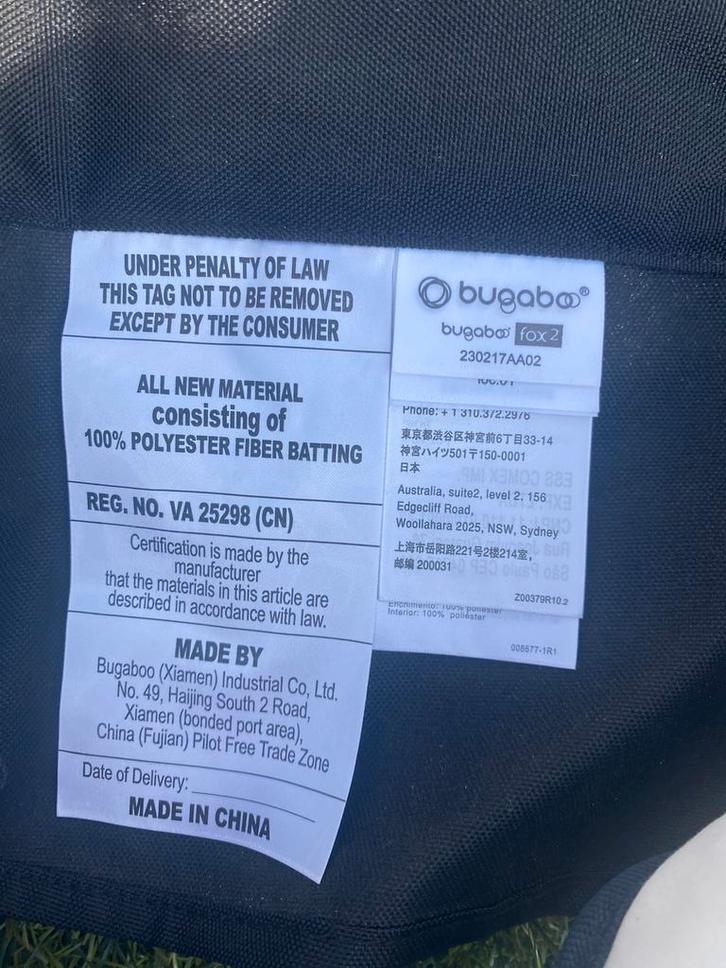 UNDER PENALTY OF LAW
THIS TAG NOT TO BE REMOVED
EXCEPT BY THE CONSUMER
ALL NEW MATERIAL
consisting of
100% POLYESTER FIBER BATTING
REG. NO. VA 25298 (CN)
Certification is made by the
manufacturer
that the materials in this article are
described in accordance with law.
MADE BY
Bugaboo (Xiamen) Industrial Co, Ltd.
No. 49, Haijing South 2 Road,
Xiamen (bonded port area),
China (Fujian) Pilot Free Trade Zone
Date of Delivery:
MADE IN CHINA
bugaboo®
bugaboo fox 2
230217AA02
Phone: + 1 310.372.2976
東京都渋谷区神宮前6丁目33-14
神宮ハイツ501〒150-0001
日本
Australia, suite2, level 2, 156
Edgecliff Road,
Woollahara 2025, NSW, Sydney
上海市岳阳路221号2楼214室,
邮编 200031
Z00379R10.2
Enchimento: 100% poliéster
Interior: 100% poliéster
008677-1R1